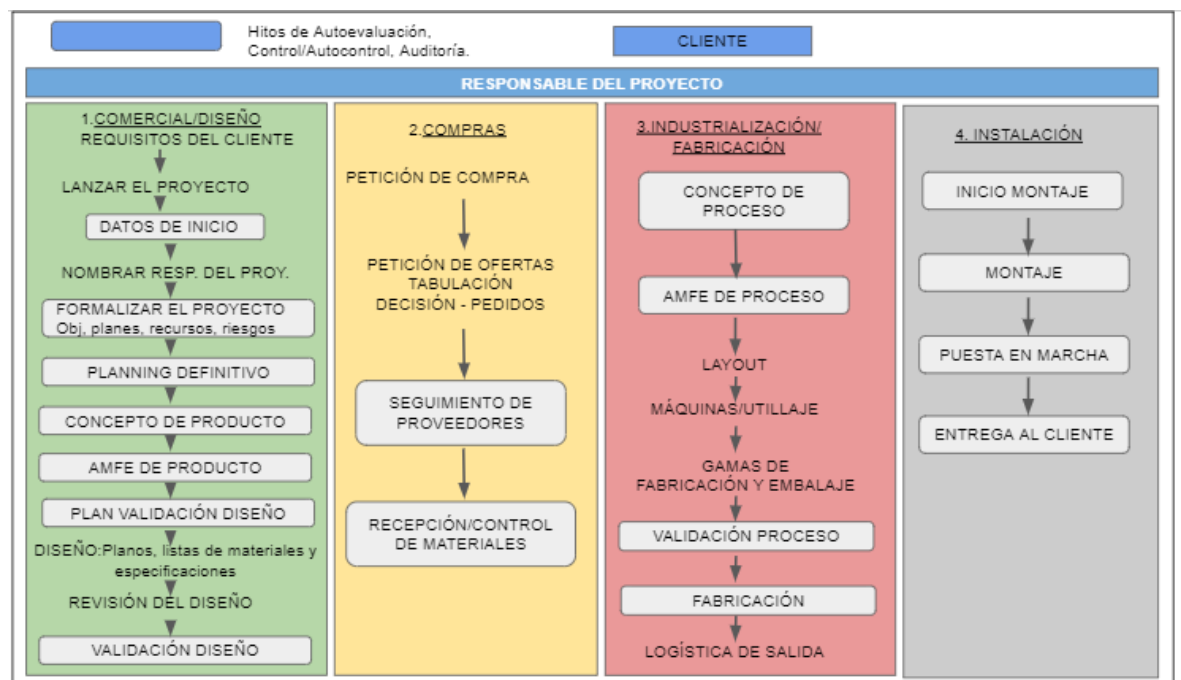 Hitos de Autoevaluación,
Control/Autocontrol, Auditoría.
CLIENTE
RESPONSABLE DEL PROYECTO
1.COMERCIAL/DISEÑO
REQUISITOS DEL CLIENTE
LANZAR EL PROYECTO
DATOS DE INICIO
NOMBRAR RESP. DEL PROY.
FORMALIZAR EL PROYECTO
Obj, planes, recursos, riesgos
PLANNING DEFINITIVO
CONCEPTO DE PRODUCTO
AMFE DE PRODUCTO
PLAN VALIDACIÓN DISEÑO
DISEÑO:Planos, listas de materiales y
especificaciones
REVISIÓN DEL DISEÑO
VALIDACIÓN DISEÑO
2.COMPRAS
PETICIÓN DE COMPRA
PETICIÓN DE OFERTAS
TABULACIÓN
DECISIÓN - PEDIDOS
SEGUIMIENTO DE
PROVEEDORES
RECEPCIÓN/CONTROL
DE MATERIALES
3.INDUSTRIALIZACIÓN/
FABRICACIÓN
CONCEPTO DE
PROCESO
AMFE DE PROCESO
LAYOUT
MÁQUINAS/UTILLAJE
GAMAS DE
FABRICACIÓN Y EMBALAJE
VALIDACIÓN PROCESO
FABRICACIÓN
LOGÍSTICA DE SALIDA
4. INSTALACIÓN
INICIO MONTAJE
MONTAJE
PUESTA EN MARCHA
ENTREGA AL CLIENTE